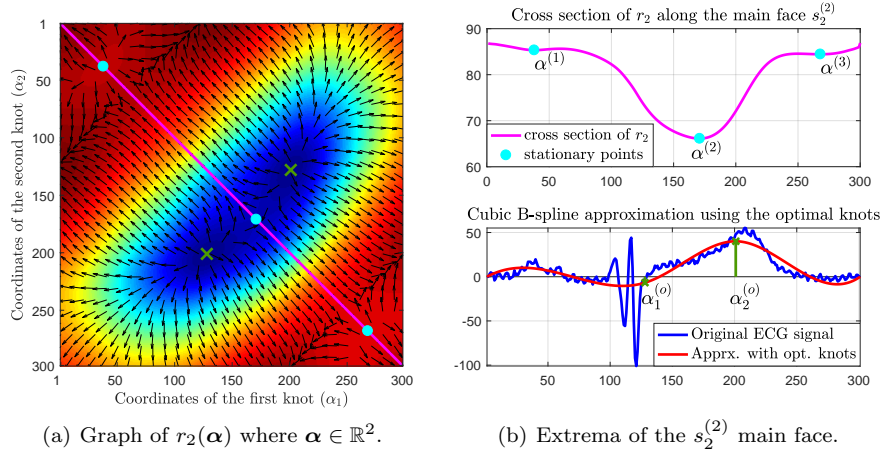 1
50
100
150
200
250
300
Coordinates of the second knot (α₂)
1 50 100 150 200 250 300
Coordinates of the first knot (α₁)
(a) Graph of r₂(α) where α ∈ ℝ².
Cross section of r₂ along the main face s₂⁽²⁾
90
80
70
60
α⁽¹⁾
α⁽³⁾
α⁽²⁾
cross section of r₂
stationary points
0 50 100 150 200 250 300
Cubic B-spline approximation using the optimal knots
50
0
-50
-100
α₁⁽ᵒ⁾
α₂⁽ᵒ⁾
Original ECG signal
Apprx. with opt. knots
50 100 150 200 250 300
(b) Extrema of the s₂⁽²⁾ main face.